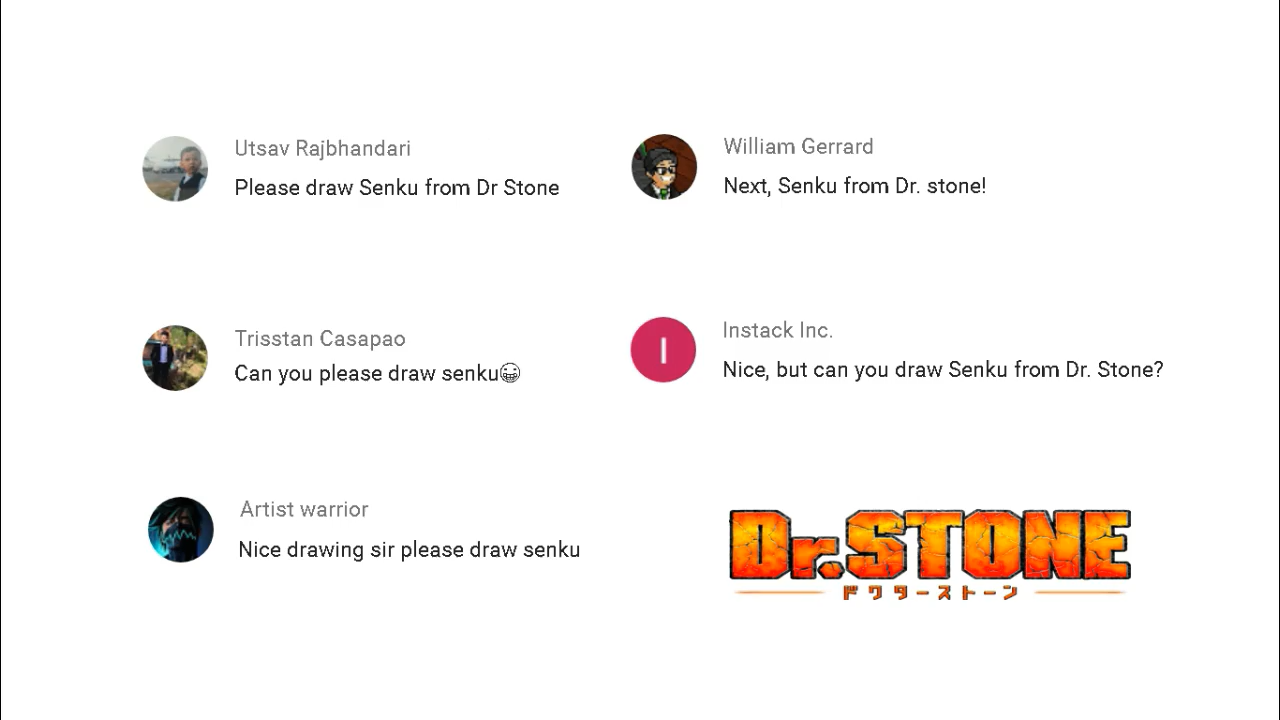 Utsav Rajbhandari
Please draw Senku from Dr Stone
William Gerrard
Next, Senku from Dr. stone!
Trisstan Casapao
Can you please draw senku😀
I
Instack Inc.
Nice, but can you draw Senku from Dr. Stone?
Artist warrior
Nice drawing sir please draw senku
Dr.STONE
ドクターストーン